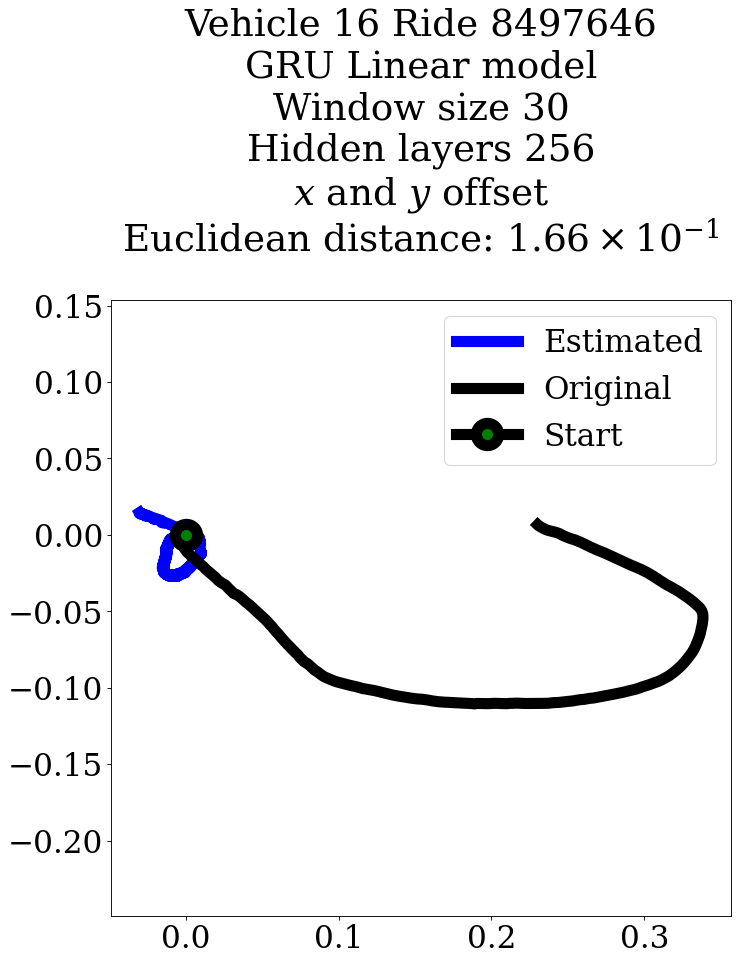 Vehicle 16 Ride 8497646
GRU Linear model
Window size 30
Hidden layers 256
x and y offset
Euclidean distance: 1.66 × 10⁻¹
Estimated
Original
Start
0.15
0.10
0.05
0.00
−0.05
−0.10
−0.15
−0.20
0.0 0.1 0.2 0.3